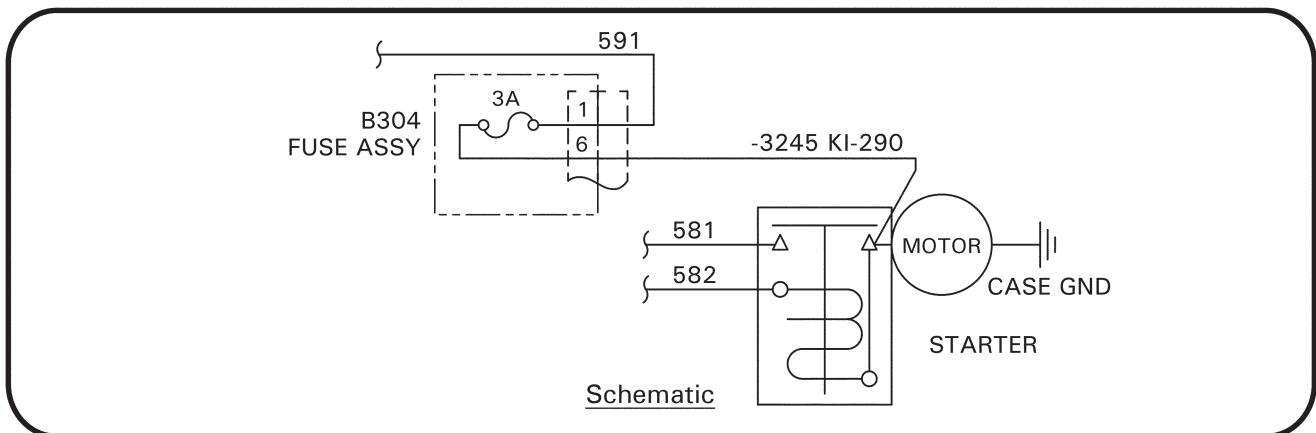 591
3A
1
B304
FUSE ASSY
6
-3245 KI-290
581
MOTOR
582
CASE GND
STARTER
Schematic